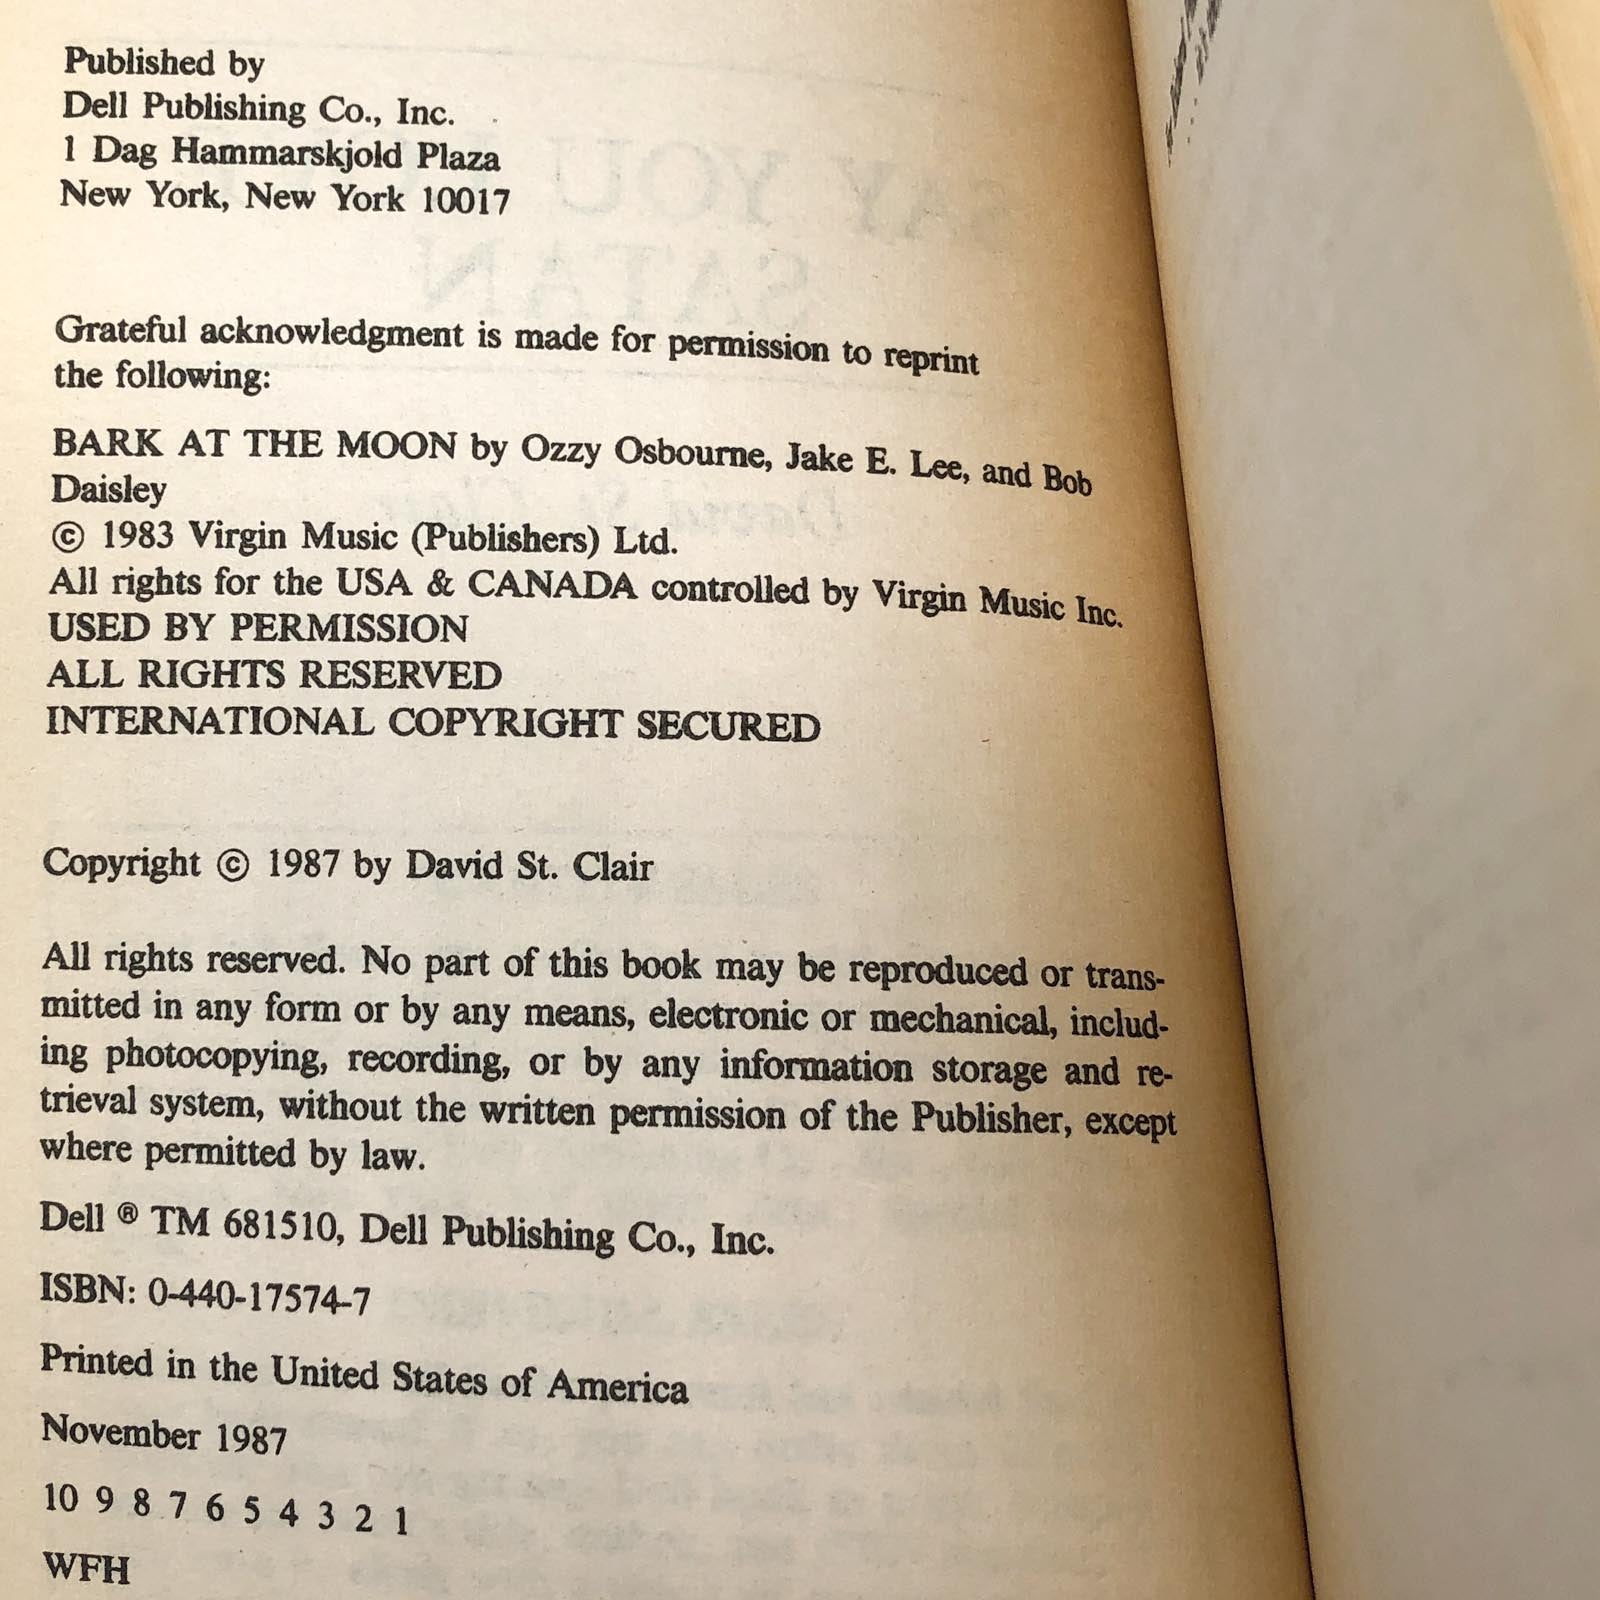 Published by
Dell Publishing Co., Inc.
1 Dag Hammarskjold Plaza
New York, New York 10017
Grateful acknowledgment is made for permission to reprint
the following:
BARK AT THE MOON by Ozzy Osbourne, Jake E. Lee, and Bob
Daisley
© 1983 Virgin Music (Publishers) Ltd.
All rights for the USA & CANADA controlled by Virgin Music Inc.
USED BY PERMISSION
ALL RIGHTS RESERVED
INTERNATIONAL COPYRIGHT SECURED
Copyright © 1987 by David St. Clair
All rights reserved. No part of this book may be reproduced or trans-
mitted in any form or by any means, electronic or mechanical, includ-
ing photocopying, recording, or by any information storage and re-
trieval system, without the written permission of the Publisher, except
where permitted by law.
Dell ® TM 681510, Dell Publishing Co., Inc.
ISBN: 0-440-17574-7
Printed in the United States of America
November 1987
10 9 8 7 6 5 4 3 2 1
WFH
SAY YOU
SATAN